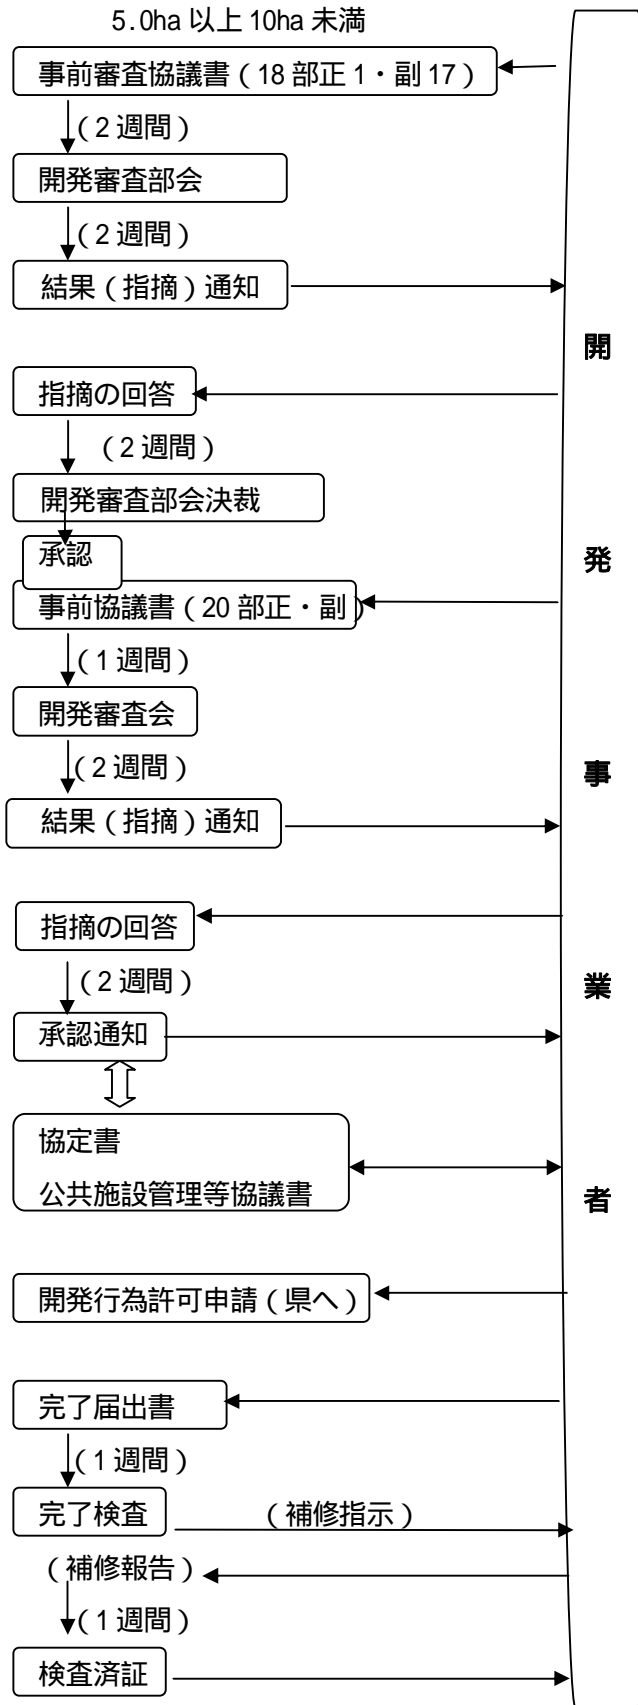 5.0ha 以上 10ha 未満
事前審査協議書（18 部正 1・副 17）
（2 週間）
開発審査部会
（2 週間）
結果（指摘）通知
指摘の回答
（2 週間）
開発審査部会決裁
承認
事前協議書（20 部正・副）
（1 週間）
開発審査会
（2 週間）
結果（指摘）通知
指摘の回答
（2 週間）
承認通知
協定書
公共施設管理等協議書
開発行為許可申請（県へ）
完了届出書
（1 週間）
完了検査
（補修指示）
（補修報告）
（1 週間）
検査済証
開
発
事
業
者